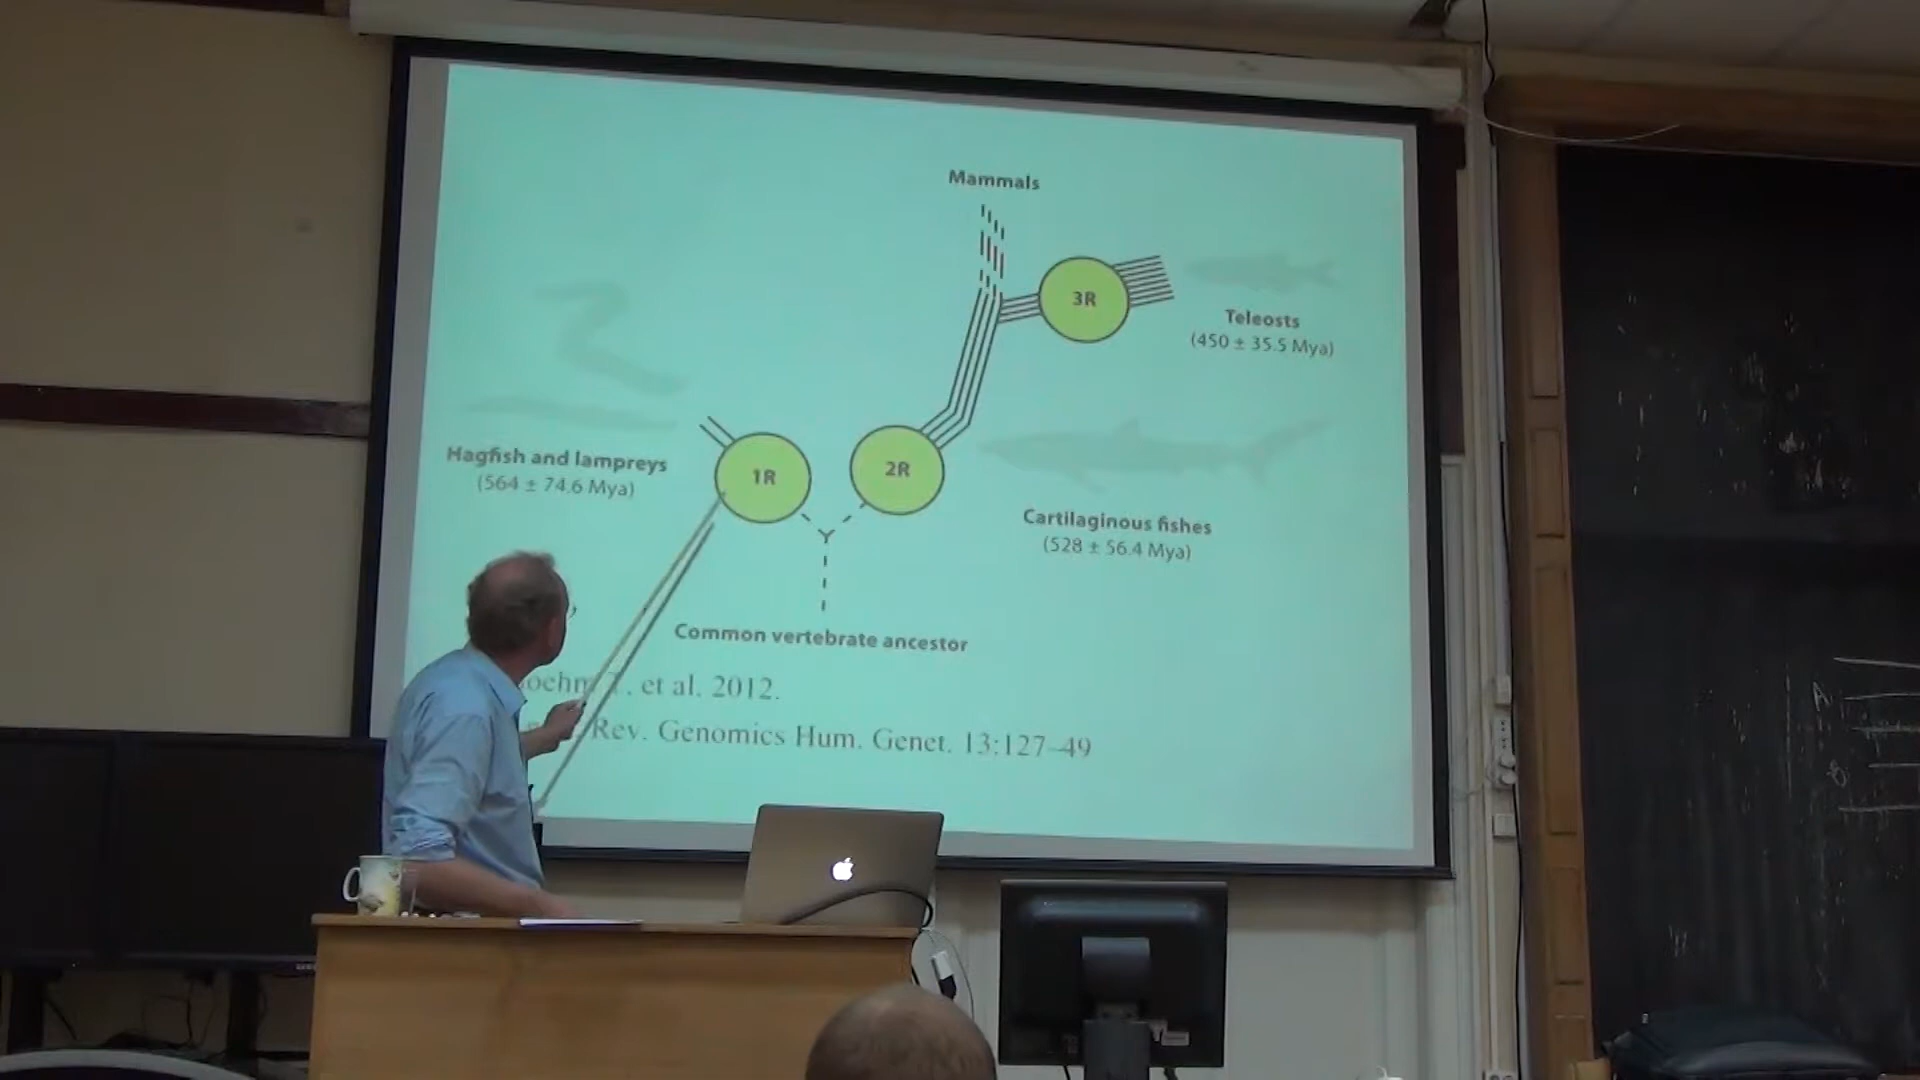 Mammals
3R
Teleosts
(450 ± 35.5 Mya)
Hagfish and lampreys
(564 ± 74.6 Mya)
1R
2R
Cartilaginous fishes
(528 ± 56.4 Mya)
Common vertebrate ancestor
T. et al. 2012.
Rev. Genomics Hum. Genet. 13:127–49